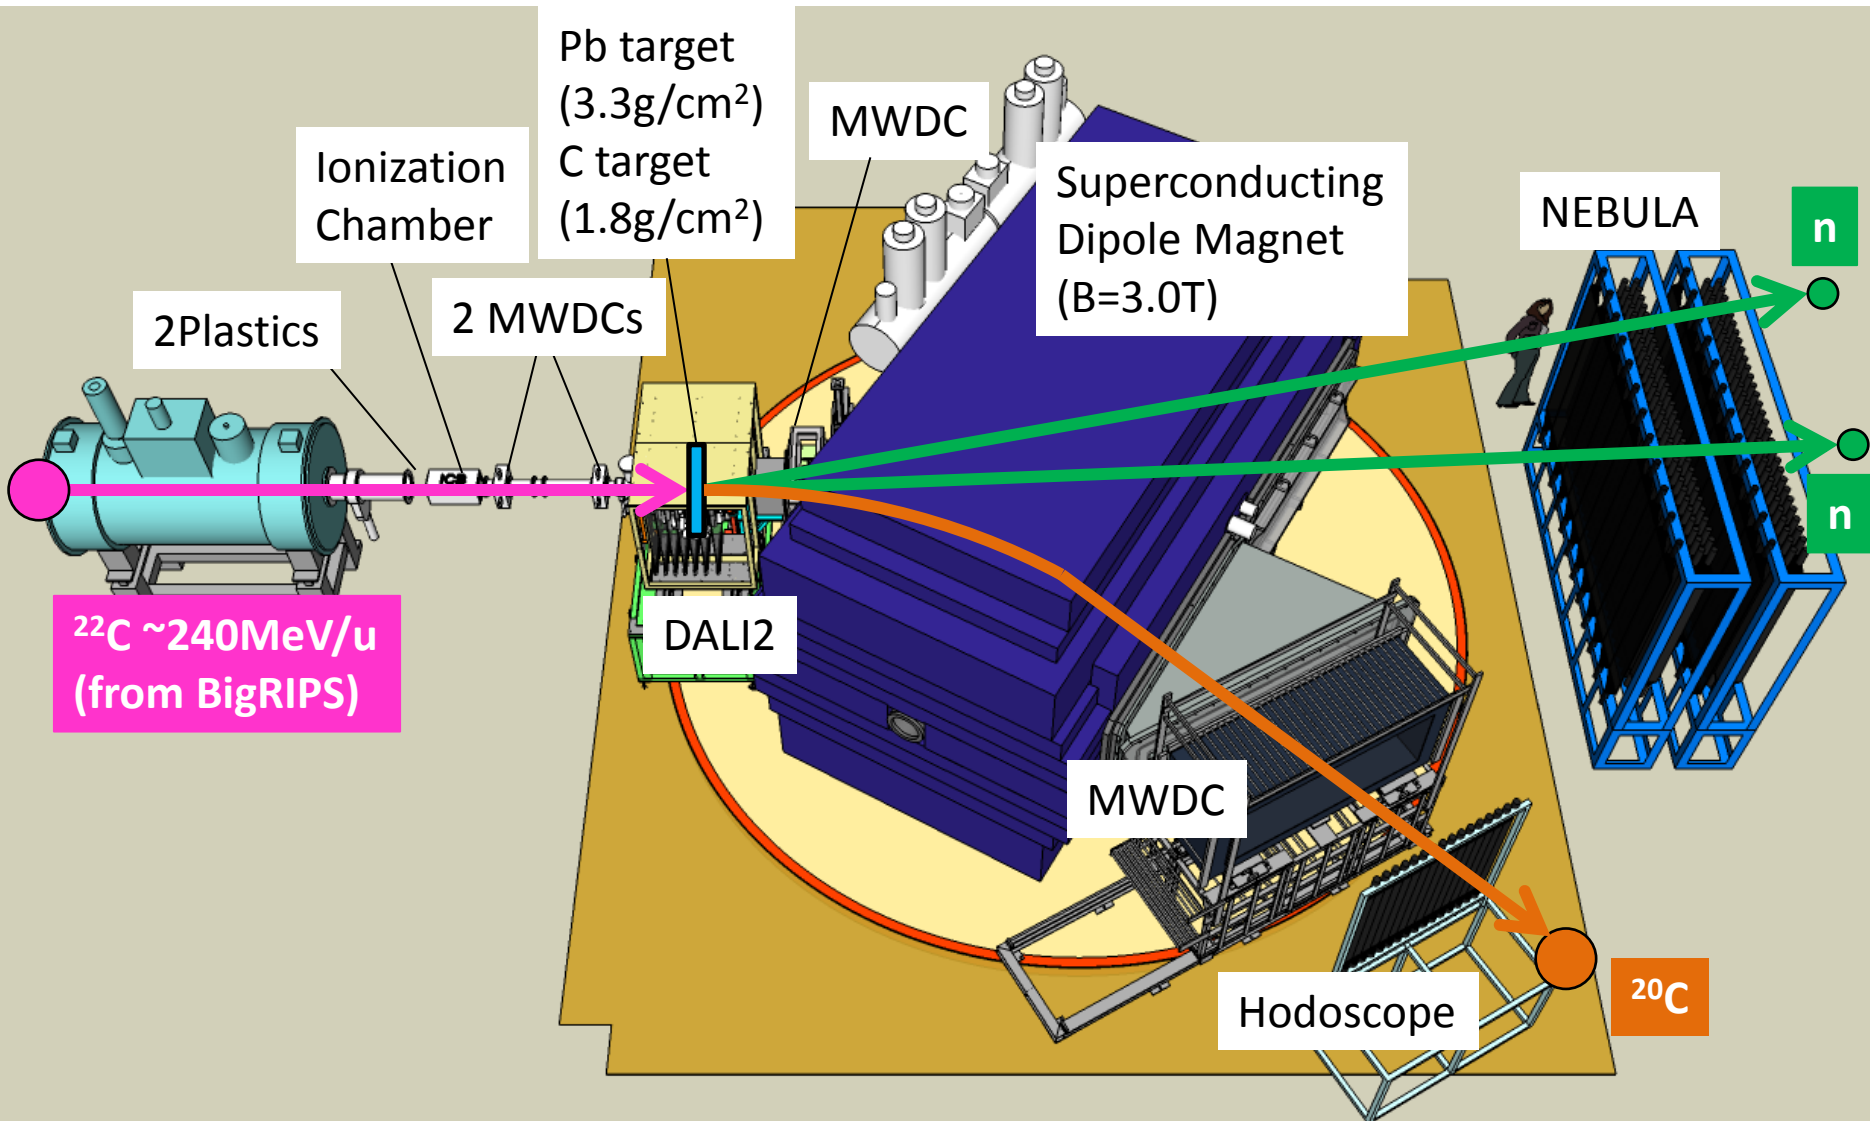 Pb target
(3.3g/cm²)
C target
(1.8g/cm²)
MWDC
Ionization
Chamber
Superconducting
Dipole Magnet
(B=3.0T)
NEBULA
n
2Plastics
2 MWDCs
ICB
n
²²C ~240MeV/u
(from BigRIPS)
DALI2
MWDC
Hodoscope
²⁰C